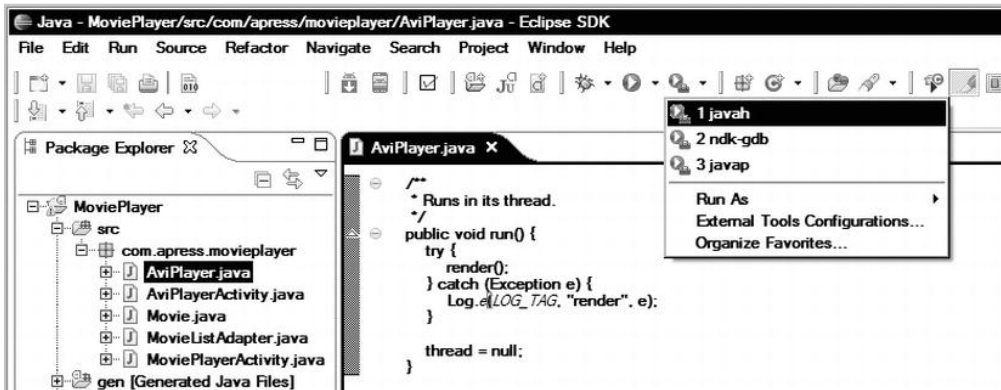 Java - MoviePlayer/src/com/apress/movieplayer/AviPlayer.java - Eclipse SDK
File Edit Run Source Refactor Navigate Search Project Window Help
1 javah
2 ndk-gdb
3 javap
Run As
External Tools Configurations...
Organize Favorites...
Package Explorer
MoviePlayer
src
com.apress.movieplayer
AviPlayer.java
AviPlayerActivity.java
Movie.java
MovieListAdapter.java
MoviePlayerActivity.java
gen [Generated Java Files]
AviPlayer.java
/**
* Runs in its thread.
*/
public void run() {
try {
render();
} catch (Exception e) {
Log.e(LOG_TAG, "render", e);
}
thread = null;
}